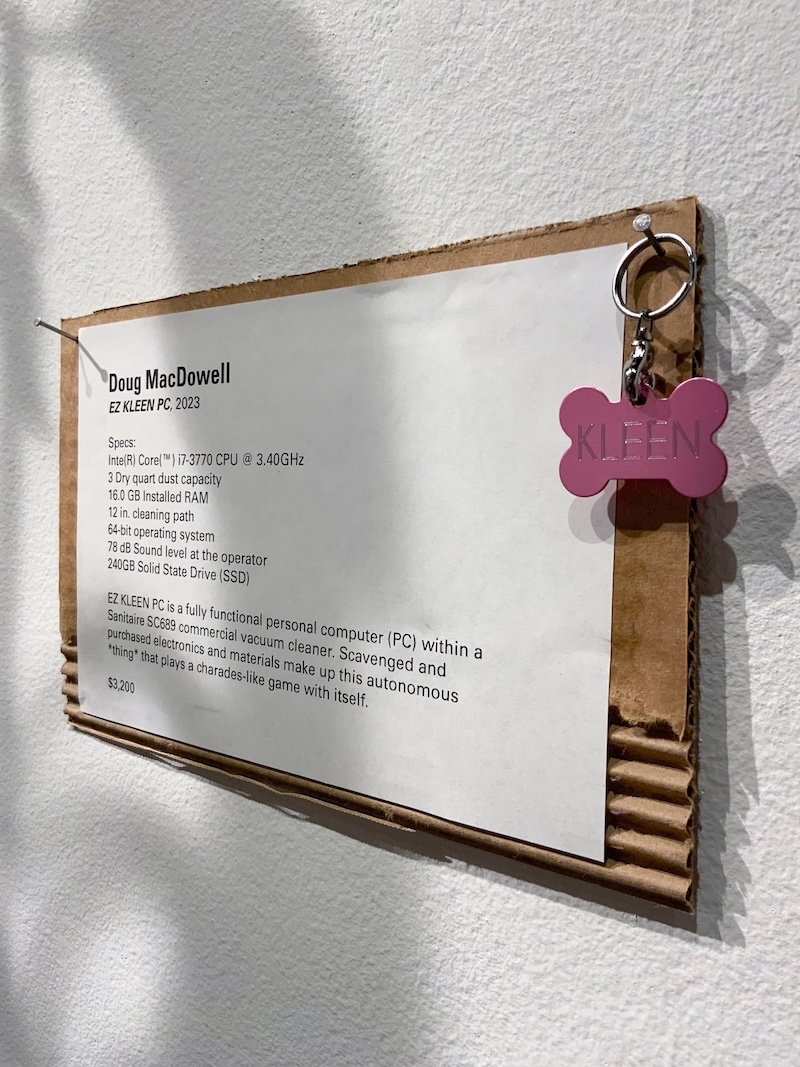 Doug MacDowell
EZ KLEEN PC, 2023
Specs:
Inte(R) Core(™) i7-3770 CPU @ 3.40GHz
3 Dry quart dust capacity
16.0 GB Installed RAM
12 in. cleaning path
64-bit operating system
78 dB Sound level at the operator
240GB Solid State Drive (SSD)
EZ KLEEN PC is a fully functional personal computer (PC) within a
Sanitaire SC689 commercial vacuum cleaner. Scavenged and
purchased electronics and materials make up this autonomous
*thing* that plays a charades-like game with itself.
$3,200
KLEEN